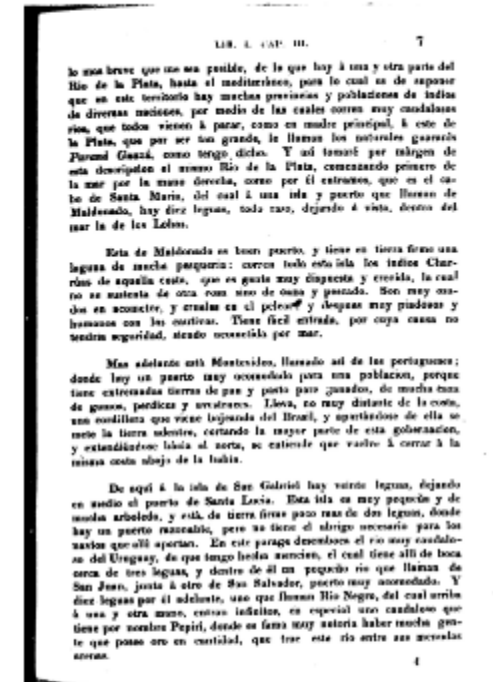 LIB. I. CAP. III. 7
lo mas breve que me sea posible, de lo que hay á una y otra parte del
Rio de la Plata, hasta el mediterráneo, para lo cual es de suponer
que en este territorio hay muchas provincias y poblaciones de indios
de diversas naciones, por medio de las cuales corren muy caudalosos
rios, que todos vienen á parar, como en madre principal, á este de
la Plata, que por ser tan grande, le llaman los naturales guaranís
Paraná Guazú, como tengo dicho. Y así tomaré por márgen de
esta descripcion el mismo Rio de la Plata, comenzando primero de
la mar por la mano derecha, como por él entramos, que es el ca-
bo de Santa Maria, del cual á una isla y puerto que llaman de
Maldonado, hay diez leguas, todo raso, dejando á vista, dentro del
mar la de los Lobos.
Esta de Maldonado es buen puerto, y tiene en tierra firme una
laguna de mucha pesqueria: corren todo esta isla los indios Char-
rúas de aquella costa, que es gente muy dispuesta y crecida, la cual
no se sustenta de otra cosa sino de caza y pescado. Son muy osa-
dos en acometer, y crueles en el pelear y despues muy piadosos y
humanos con los cautivos. Tiene fácil entrada, por cuya causa no
tendria seguridad, siendo acometida por mar.
Mas adelante está Montevideo, llamado así de los portugueses;
donde hay un puerto muy acomodado para una poblacion, porque
tiene extremadas tierras de pan y pasto para ganados, de mucha caza
de gamos, perdices y avestruces. Lleva, no muy distante de la costa,
una cordillera que viene bojeando del Brasil, y apartándose de ella se
mete la tierra adentro, cortando la mayor parte de esta gobernacion,
y extendiéndose hácia el norte, se entiende que vuelve á cerrar á la
misma costa abajo de la bahia.
De aquí á la isla de San Gabriel hay veinte leguas, dejando
en medio el puerto de Santa Lucia. Esta isla es muy pequeña y de
mucha arboleda, y está de tierra firme poco mas de dos leguas, donde
hay un puerto razonable, pero no tiene el abrigo necesario para los
navios que allí aportan. En este parage desemboca el rio muy caudalo-
so del Uruguay, de que tengo hecha mencion, el cual tiene allí de boca
cerca de tres leguas, y dentro de él un pequeño rio que llaman de
San Juan, junto á otro de San Salvador, puerto muy acomodado. Y
diez leguas por él adelante, uno que llaman Rio Negro, del cual arriba
á una y otra mano, entran infinitos, en especial uno caudaloso que
tiene por nombre Pepirí, donde es fama muy notoria haber mucha gen-
te que posee oro en cantidad, que trae este rio entre sus menudas
arenas.